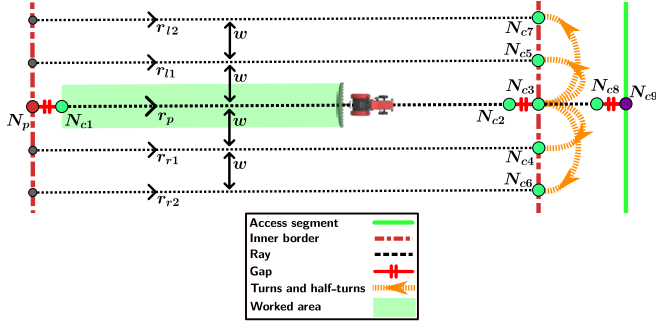 r_{l2}
w
N_{c7}
r_{l1}
w
N_{c5}
N_{c3}
N_{c8}
N_{c9}
N_p
N_{c1}
r_p
w
N_{c2}
r_{r1}
w
N_{c4}
r_{r2}
N_{c6}
Access segment
Inner border
Ray
Gap
Turns and half–turns
Worked area